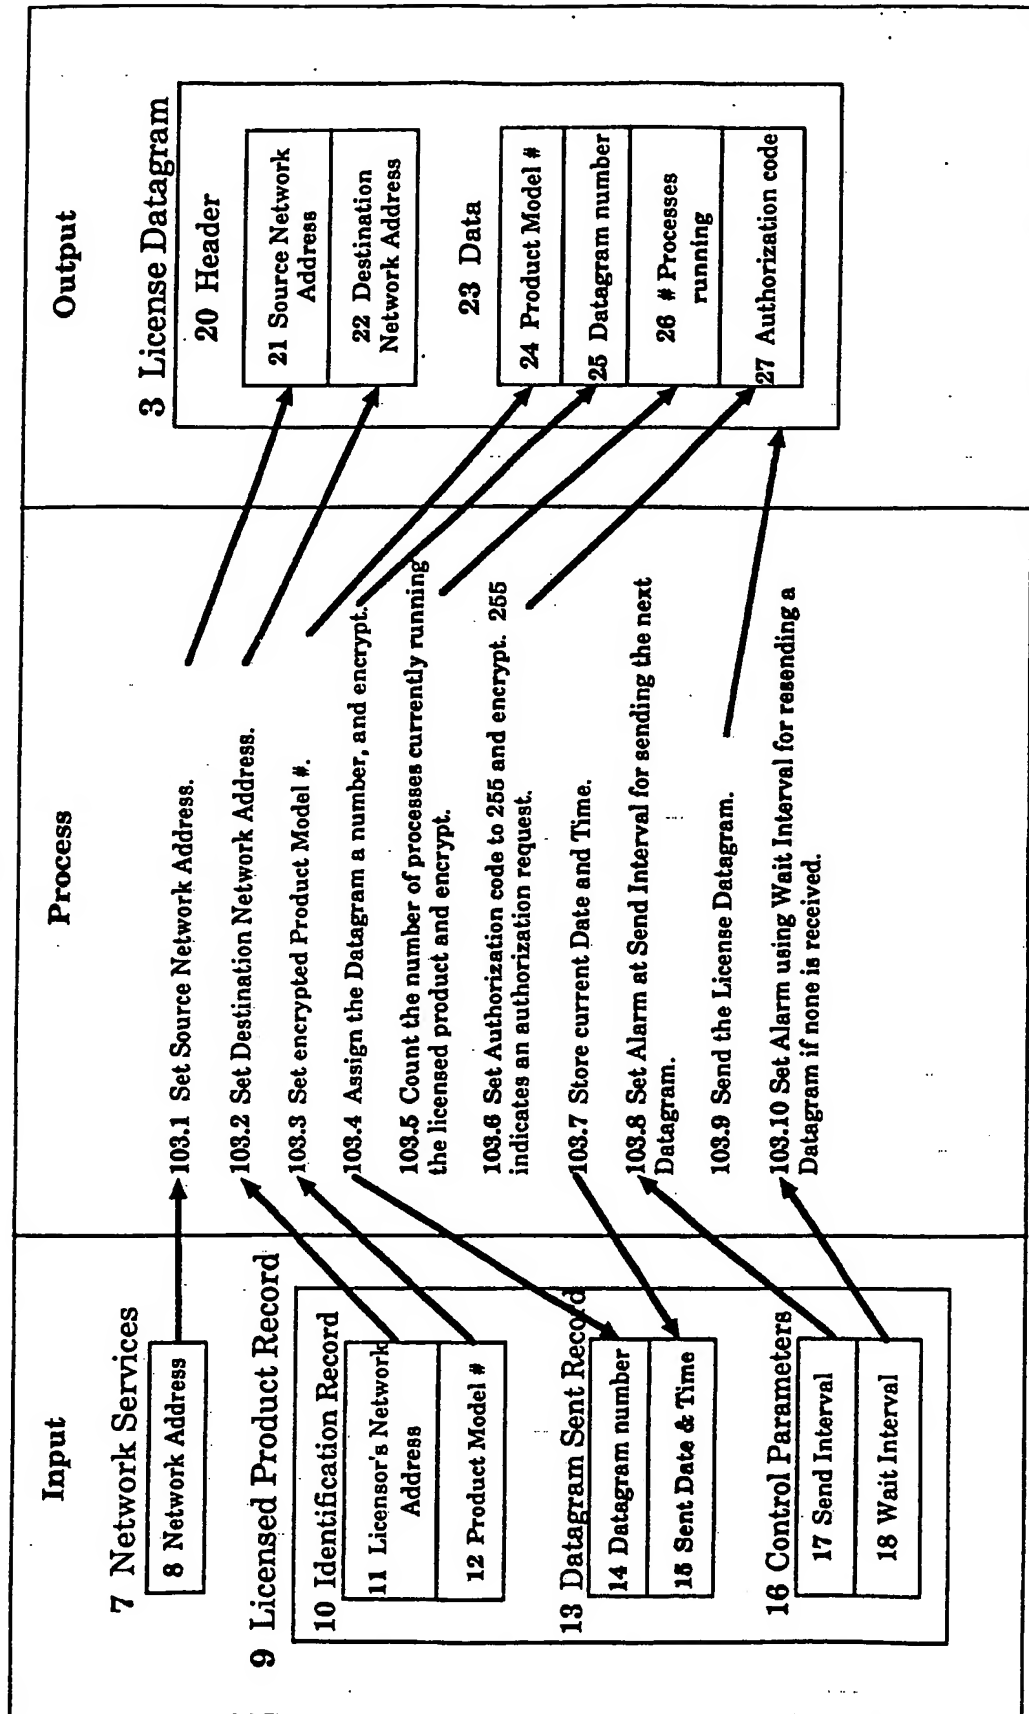 Input
7 Network Services
8 Network Address
9 Licensed Product Record
10 Identification Record
11 Licensor's Network
Address
12 Product Model #
13 Datagram Sent Record
14 Datagram number
15 Sent Date & Time
16 Control Parameters
17 Send Interval
18 Wait Interval
Process
103.1 Set Source Network Address.
103.2 Set Destination Network Address.
103.3 Set encrypted Product Model #.
103.4 Assign the Datagram a number, and encrypt.
103.5 Count the number of processes currently running
the licensed product and encrypt.
103.6 Set Authorization code to 255 and encrypt. 255
indicates an authorization request.
103.7 Store current Date and Time.
103.8 Set Alarm at Send Interval for sending the next
Datagram.
103.9 Send the License Datagram.
103.10 Set Alarm using Wait Interval for resending a
Datagram if none is received.
Output
3 License Datagram
20 Header
21 Source Network
Address
22 Destination
Network Address
23 Data
24 Product Model #
25 Datagram number
26 # Processes
running
27 Authorization code